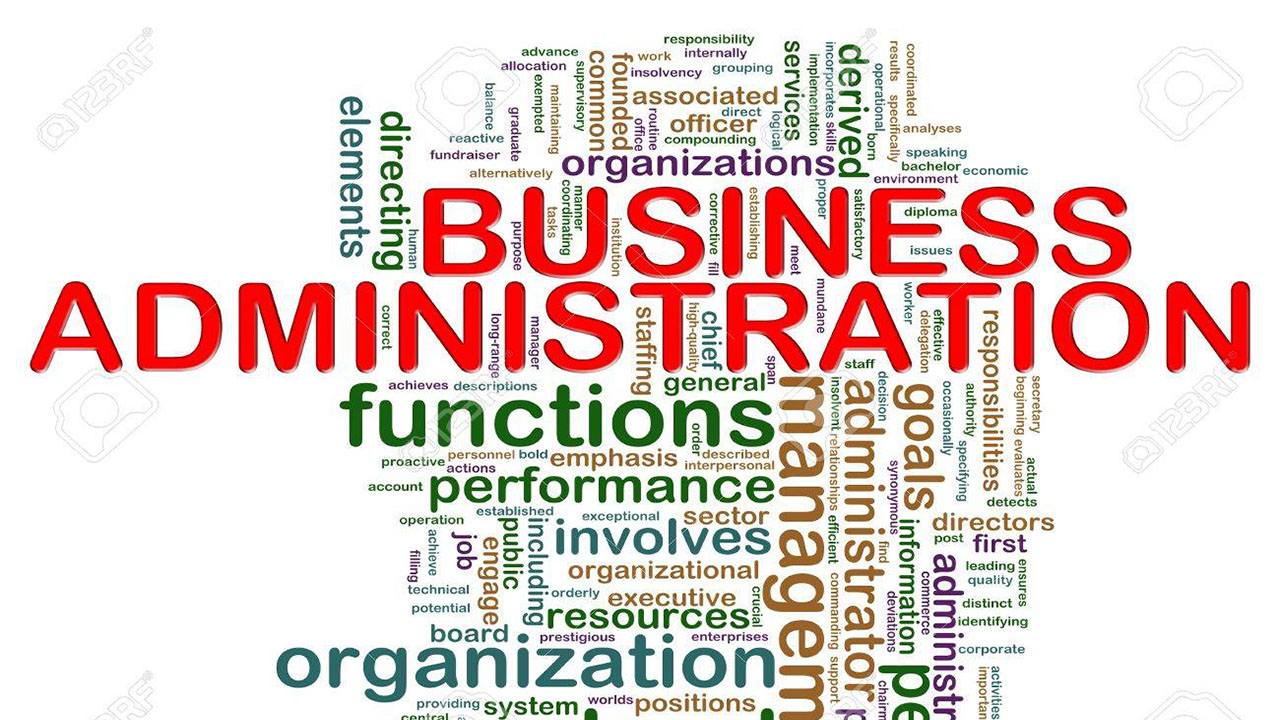 responsibility
advance
work
internally
allocation
insolvency
grouping
exempted
maintaining
supervisory
common
founded
services
implementation
incorporates
skills
derived
operational
results
specifically
coordinated
associated
balance
graduate
routine
office
direct
officer
logical
compounding
reactive
fundraiser
alternatively
organizations
born
analyses
speaking
bachelor
economic
environment
elements
directing
human
purpose
tasks
manner
coordinating
institution
corrective
fill
establishing
meet
proper
satisfactory
diploma
issues
BUSINESS
ADMINISTRATION
correct
long-range
manager
staffing
high-quality
chief
mundane
worker
delegation
effective
responsibilities
span
staff
achieves
descriptions
general
functions
management
insolvent
relationships
administrator
decision
goals
occasionally
authority
specifying
beginning
secretary
evaluates
actual
order
proactive
personnel
bold
emphasis
described
interpersonal
actions
account
performance
synonymous
detects
established
exceptional
sector
operation
achieve
filling
job
engage
public
including
involves
efficient
find
information
directors
post
first
organizational
technical
orderly
executive
crucial
commanding
support
deviations
commerce
leading
quality
ensures
distinct
identifying
potential
resources
board
prestigious
enterprises
organization
corporate
activities
important
providing
system
worlds
positions
central
123RF
123RF
123RF
123RF
123RF
123RF
123RF
123RF